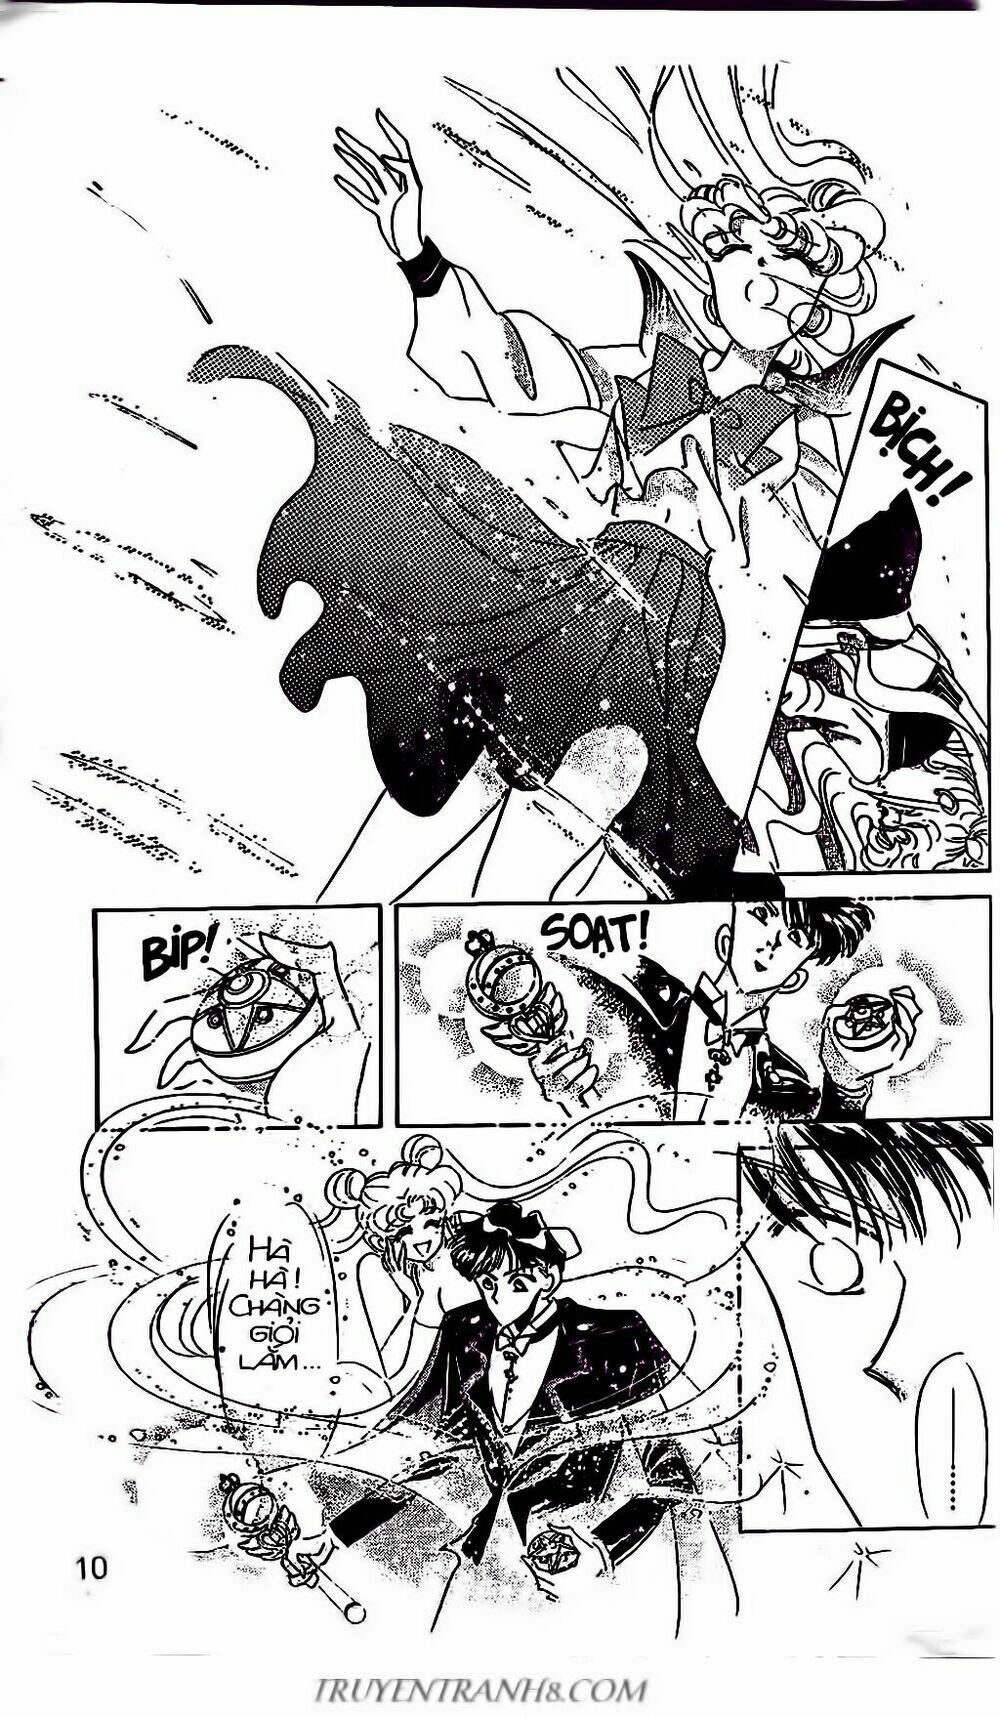 BỊCH!
BÍP!
SOẠT!
HÀ
HÀ!
CHÀNG
GIỎI
LẮM...
..........
10
TRUYENTRANH8.COM